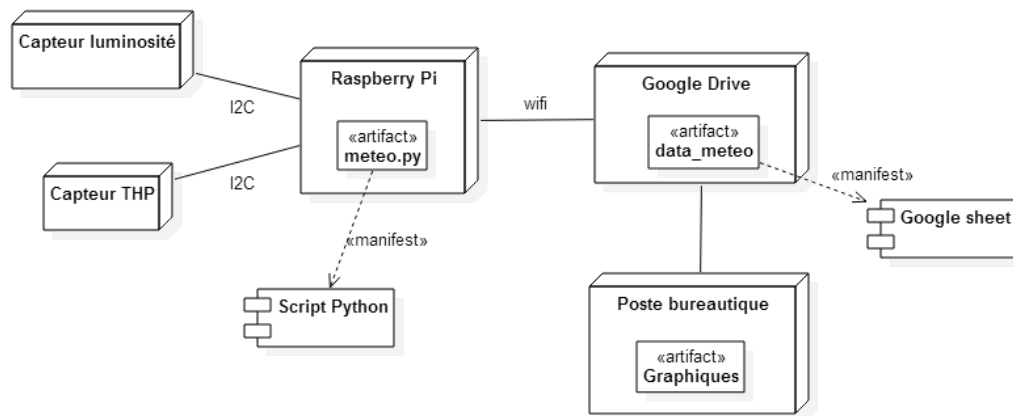 Capteur luminosité
I2C
Capteur THP
I2C
Raspberry Pi
«artifact»
meteo.py
«manifest»
Script Python
wifi
Google Drive
«artifact»
data_meteo
«manifest»
Google sheet
Poste bureautique
«artifact»
Graphiques